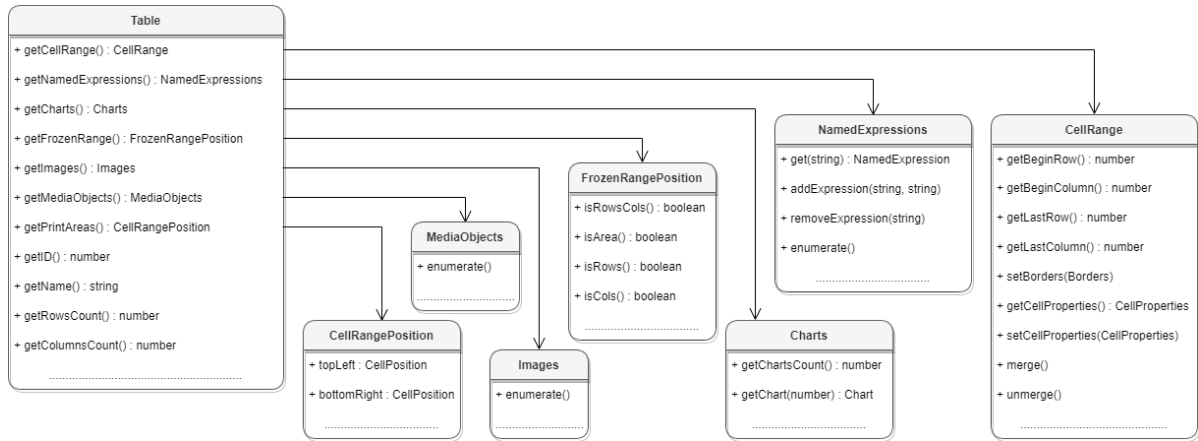 Table
+ getCellRange() : CellRange
+ getNamedExpressions() : NamedExpressions
+ getCharts() : Charts
+ getFrozenRange() : FrozenRangePosition
+ getImages() : Images
+ getMediaObjects() : MediaObjects
+ getPrintAreas() : CellRangePosition
+ getID() : number
+ getName() : string
+ getRowsCount() : number
+ getColumnsCount() : number
CellRangePosition
+ topLeft : CellPosition
+ bottomRight : CellPosition
MediaObjects
+ enumerate()
Images
+ enumerate()
FrozenRangePosition
+ isRowsCols() : boolean
+ isArea() : boolean
+ isRows() : boolean
+ isCols() : boolean
Charts
+ getChartsCount() : number
+ getChart(number) : Chart
NamedExpressions
+ get(string) : NamedExpression
+ addExpression(string, string)
+ removeExpression(string)
+ enumerate()
CellRange
+ getBeginRow() : number
+ getBeginColumn() : number
+ getLastRow() : number
+ getLastColumn() : number
+ setBorders(Borders)
+ getCellProperties() : CellProperties
+ setCellProperties(CellProperties)
+ merge()
+ unmerge()